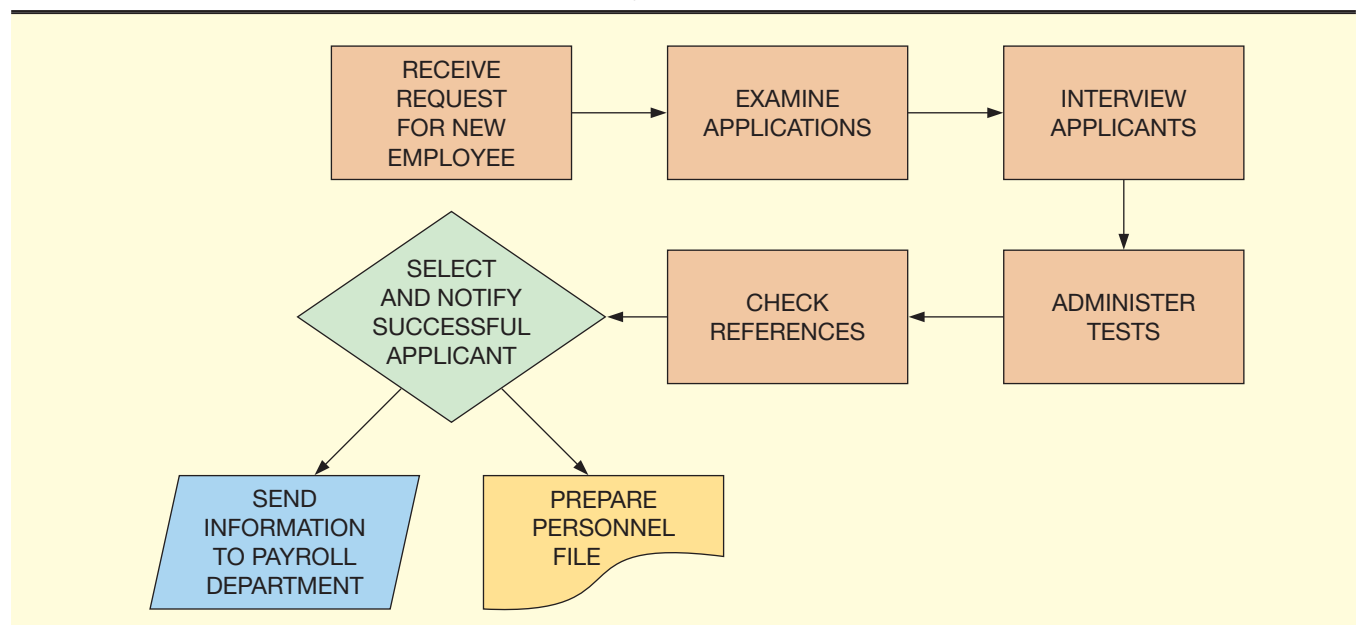 RECEIVE
REQUEST
FOR NEW
EMPLOYEE
EXAMINE
APPLICATIONS
INTERVIEW
APPLICANTS
ADMINISTER
TESTS
CHECK
REFERENCES
SELECT
AND NOTIFY
SUCCESSFUL
APPLICANT
SEND
INFORMATION
TO PAYROLL
DEPARTMENT
PREPARE
PERSONNEL
FILE